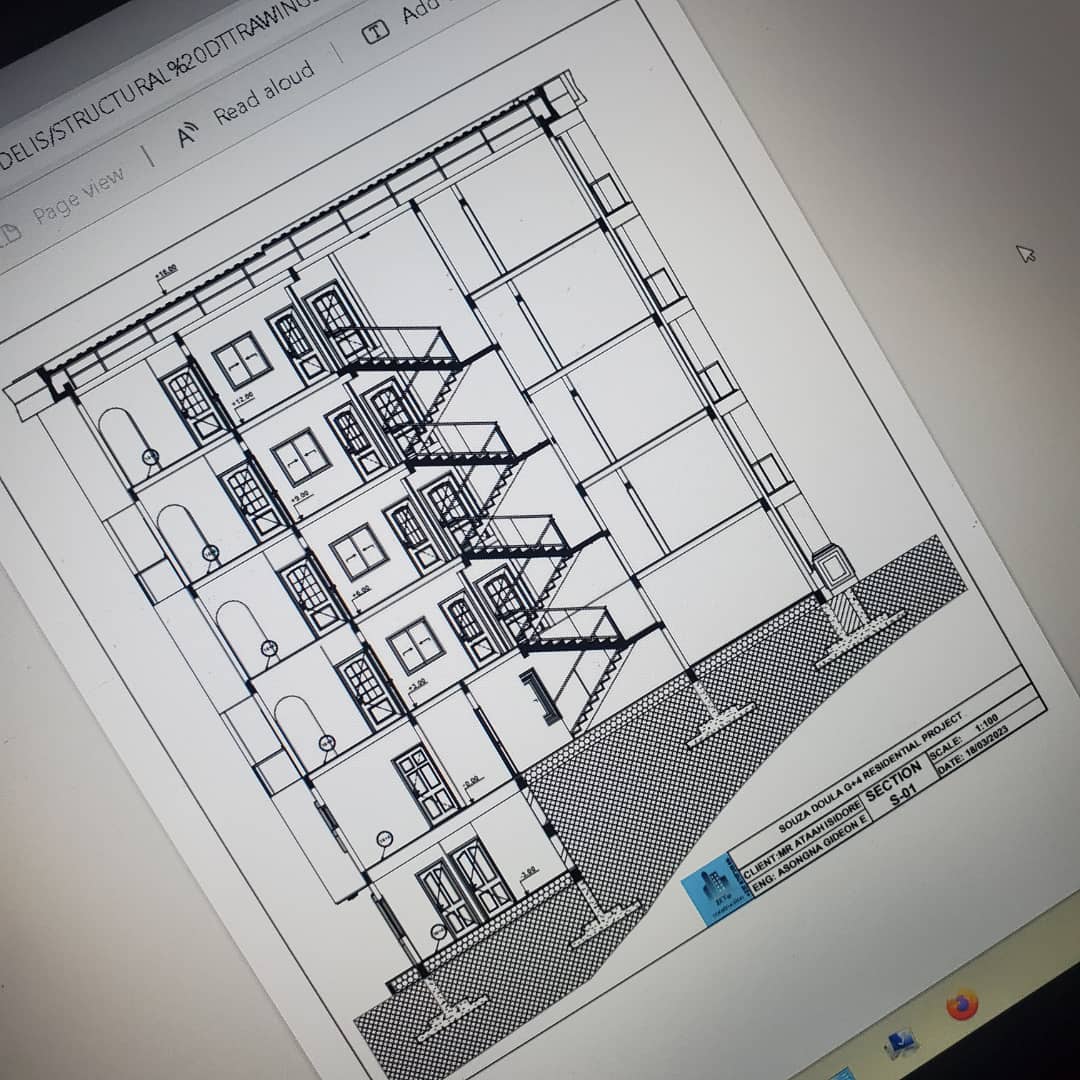 DELIS/STRUCTURAL%20DTTRAWING
Page view
Read aloud
T
Add
+16.00
+12.00
+9.00
+6.00
+3.00
-0.00
-3.00
SOUZA DOULA G+4 RESIDENTIAL PROJECT
CLIENT:MR ATAAH ISIDORE
ENG: ASONGNA GIDEON E
SECTION
S-01
SCALE: 1:100
DATE: 18/03/2023